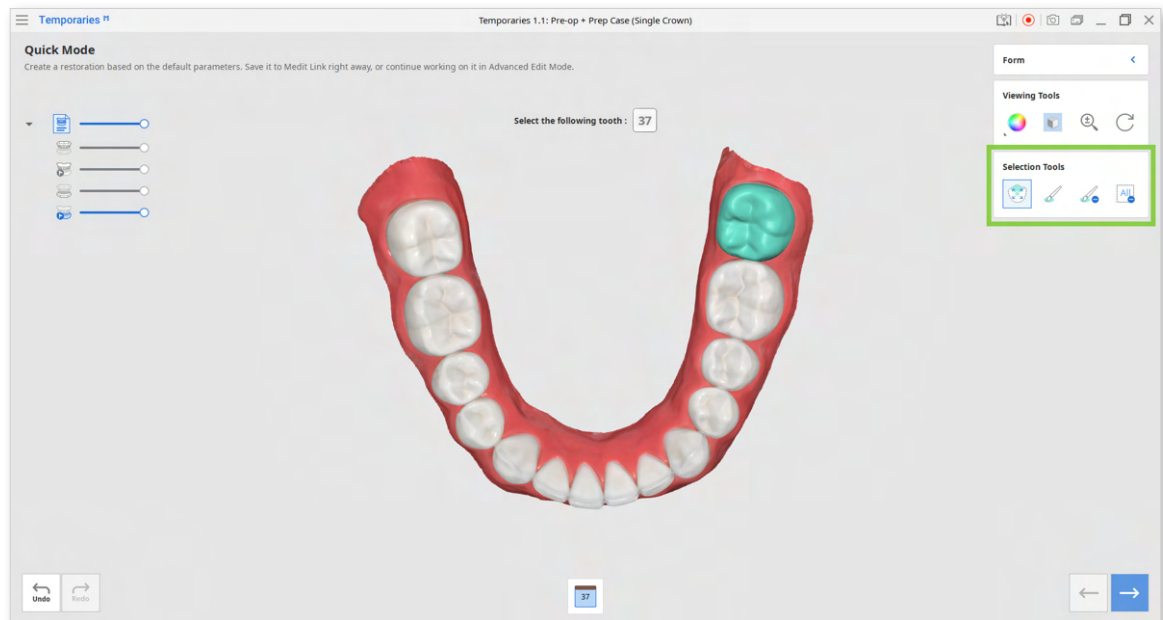 Temporaries
Temporaries 1.1: Pre-op + Prep Case (Single Crown)
Quick Mode
Create a restoration based on the default parameters. Save it to Medit Link right away, or continue working on it in Advanced Edit Mode.
Form
Viewing Tools
Select the following tooth : 37
Selection Tools
All
Undo
Redo
37